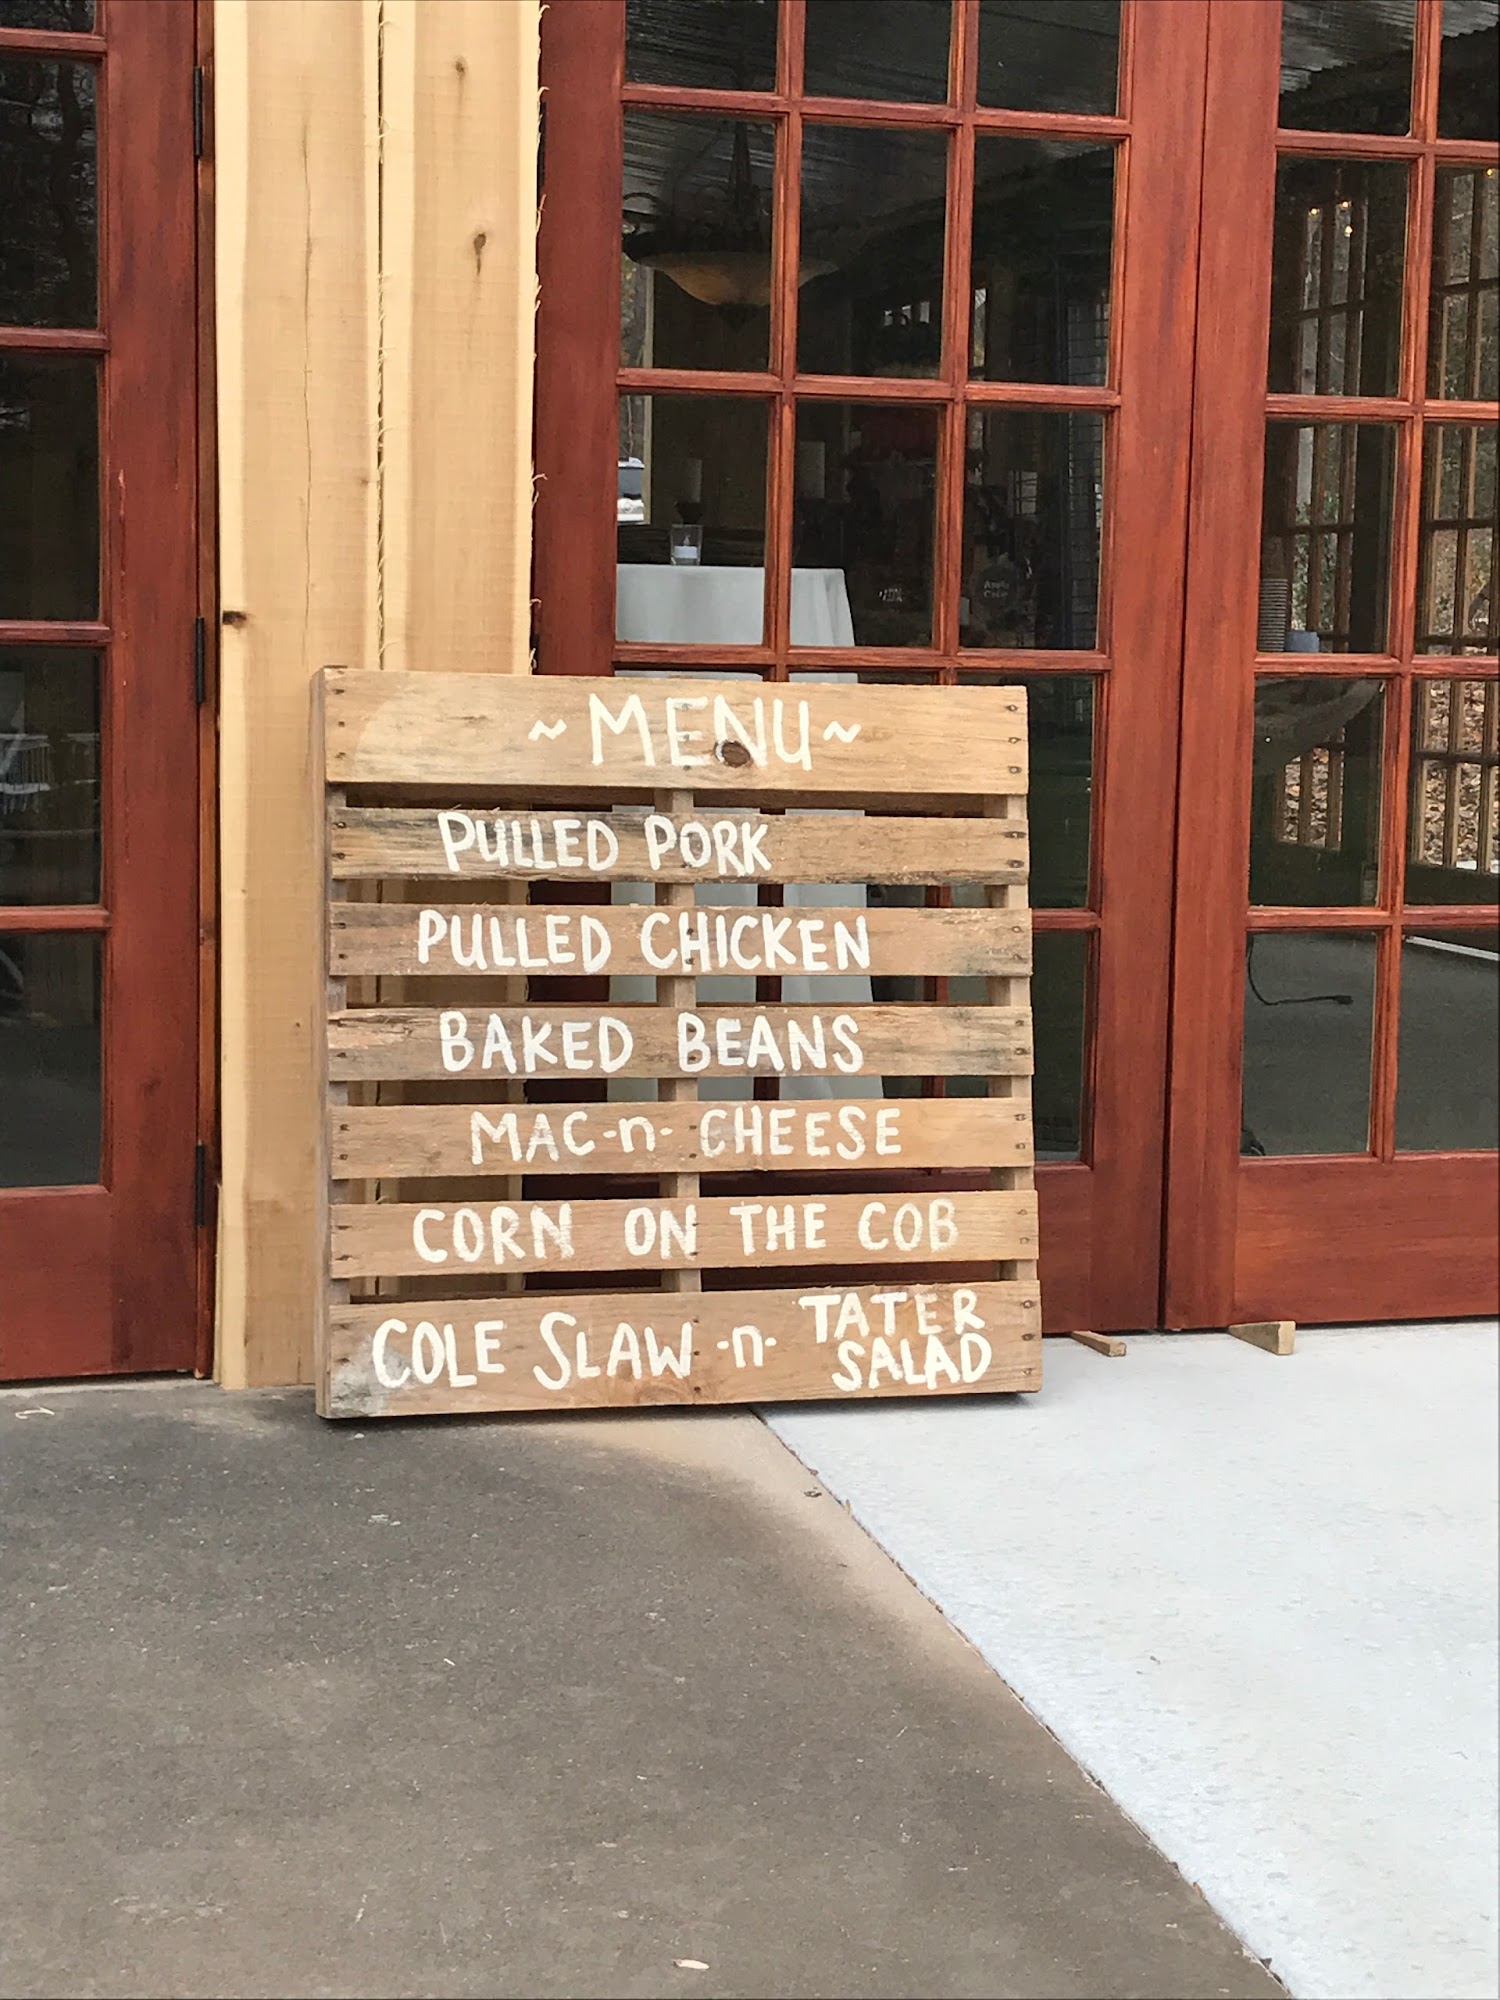 ~MENU~
PULLED PORK
PULLED CHICKEN
BAKED BEANS
MAC-n- CHEESE
CORN ON THE COB
COLE SLAW -n- TATER
SALAD